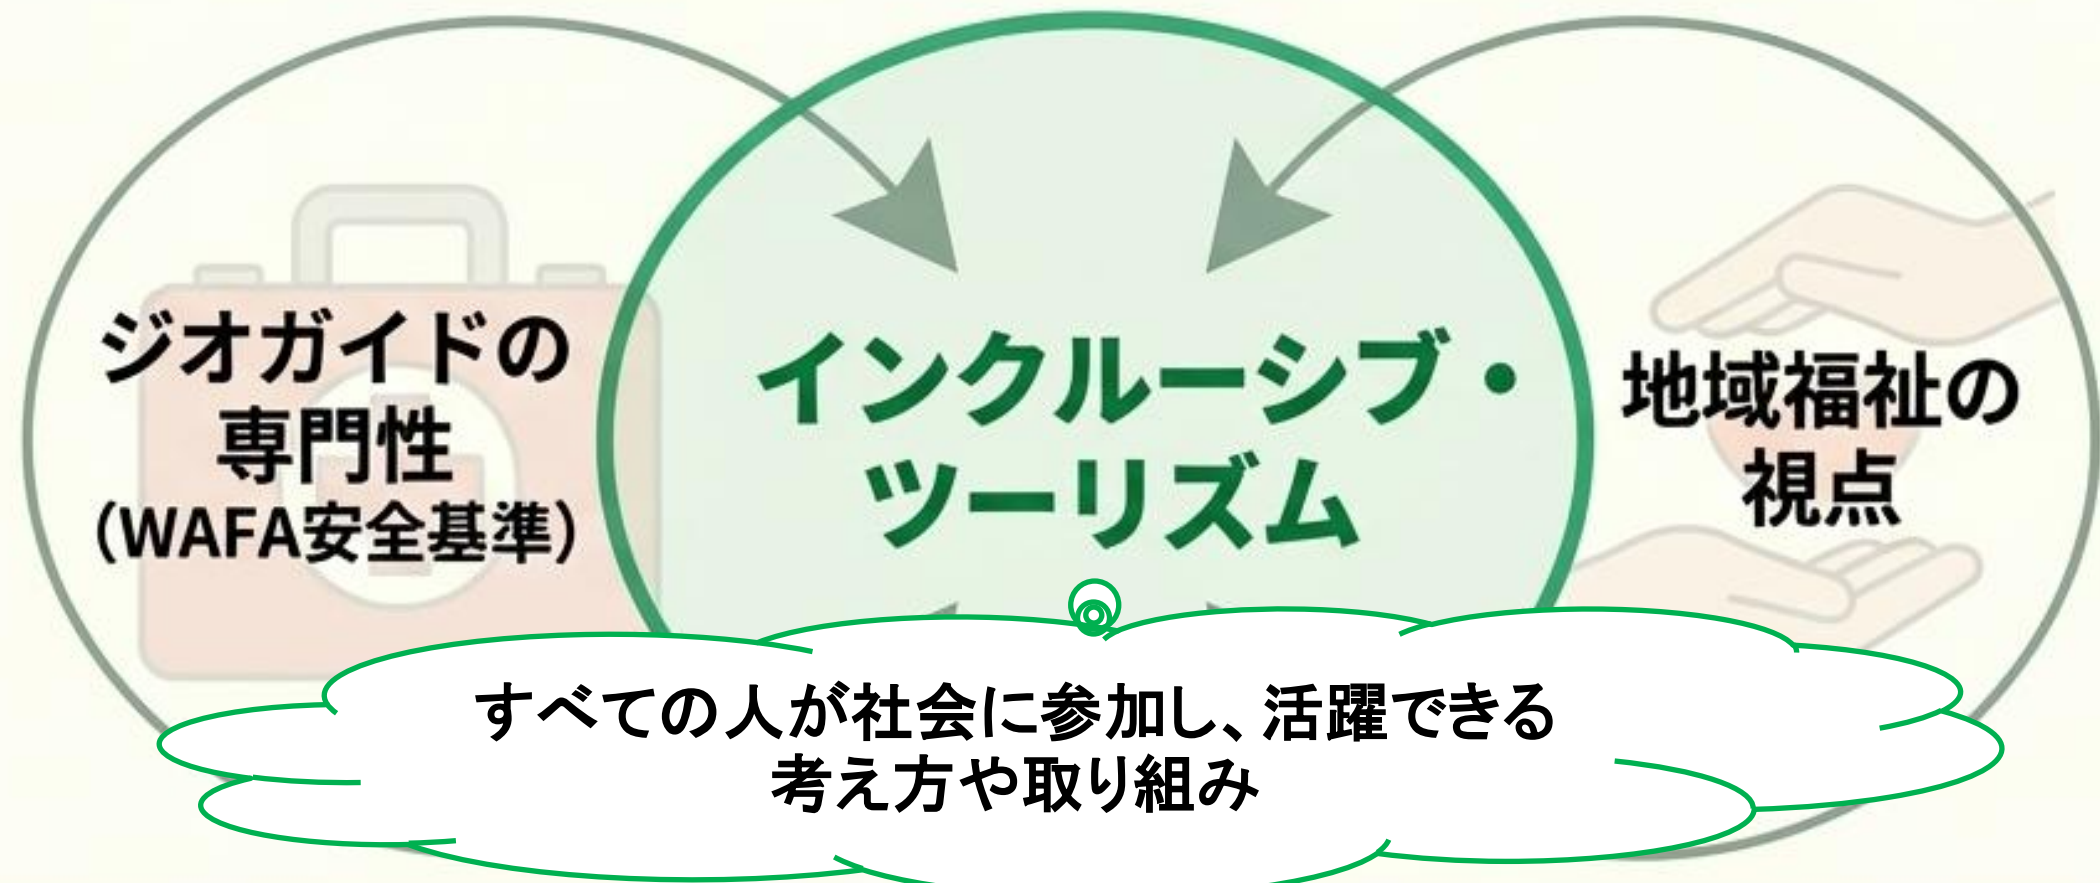 ジオガイドの
専門性
（WAFA安全基準）
インクルーシブ・
ツーリズム
地域福祉の
視点
すべての人が社会に参加し、活躍できる
考え方や取り組み